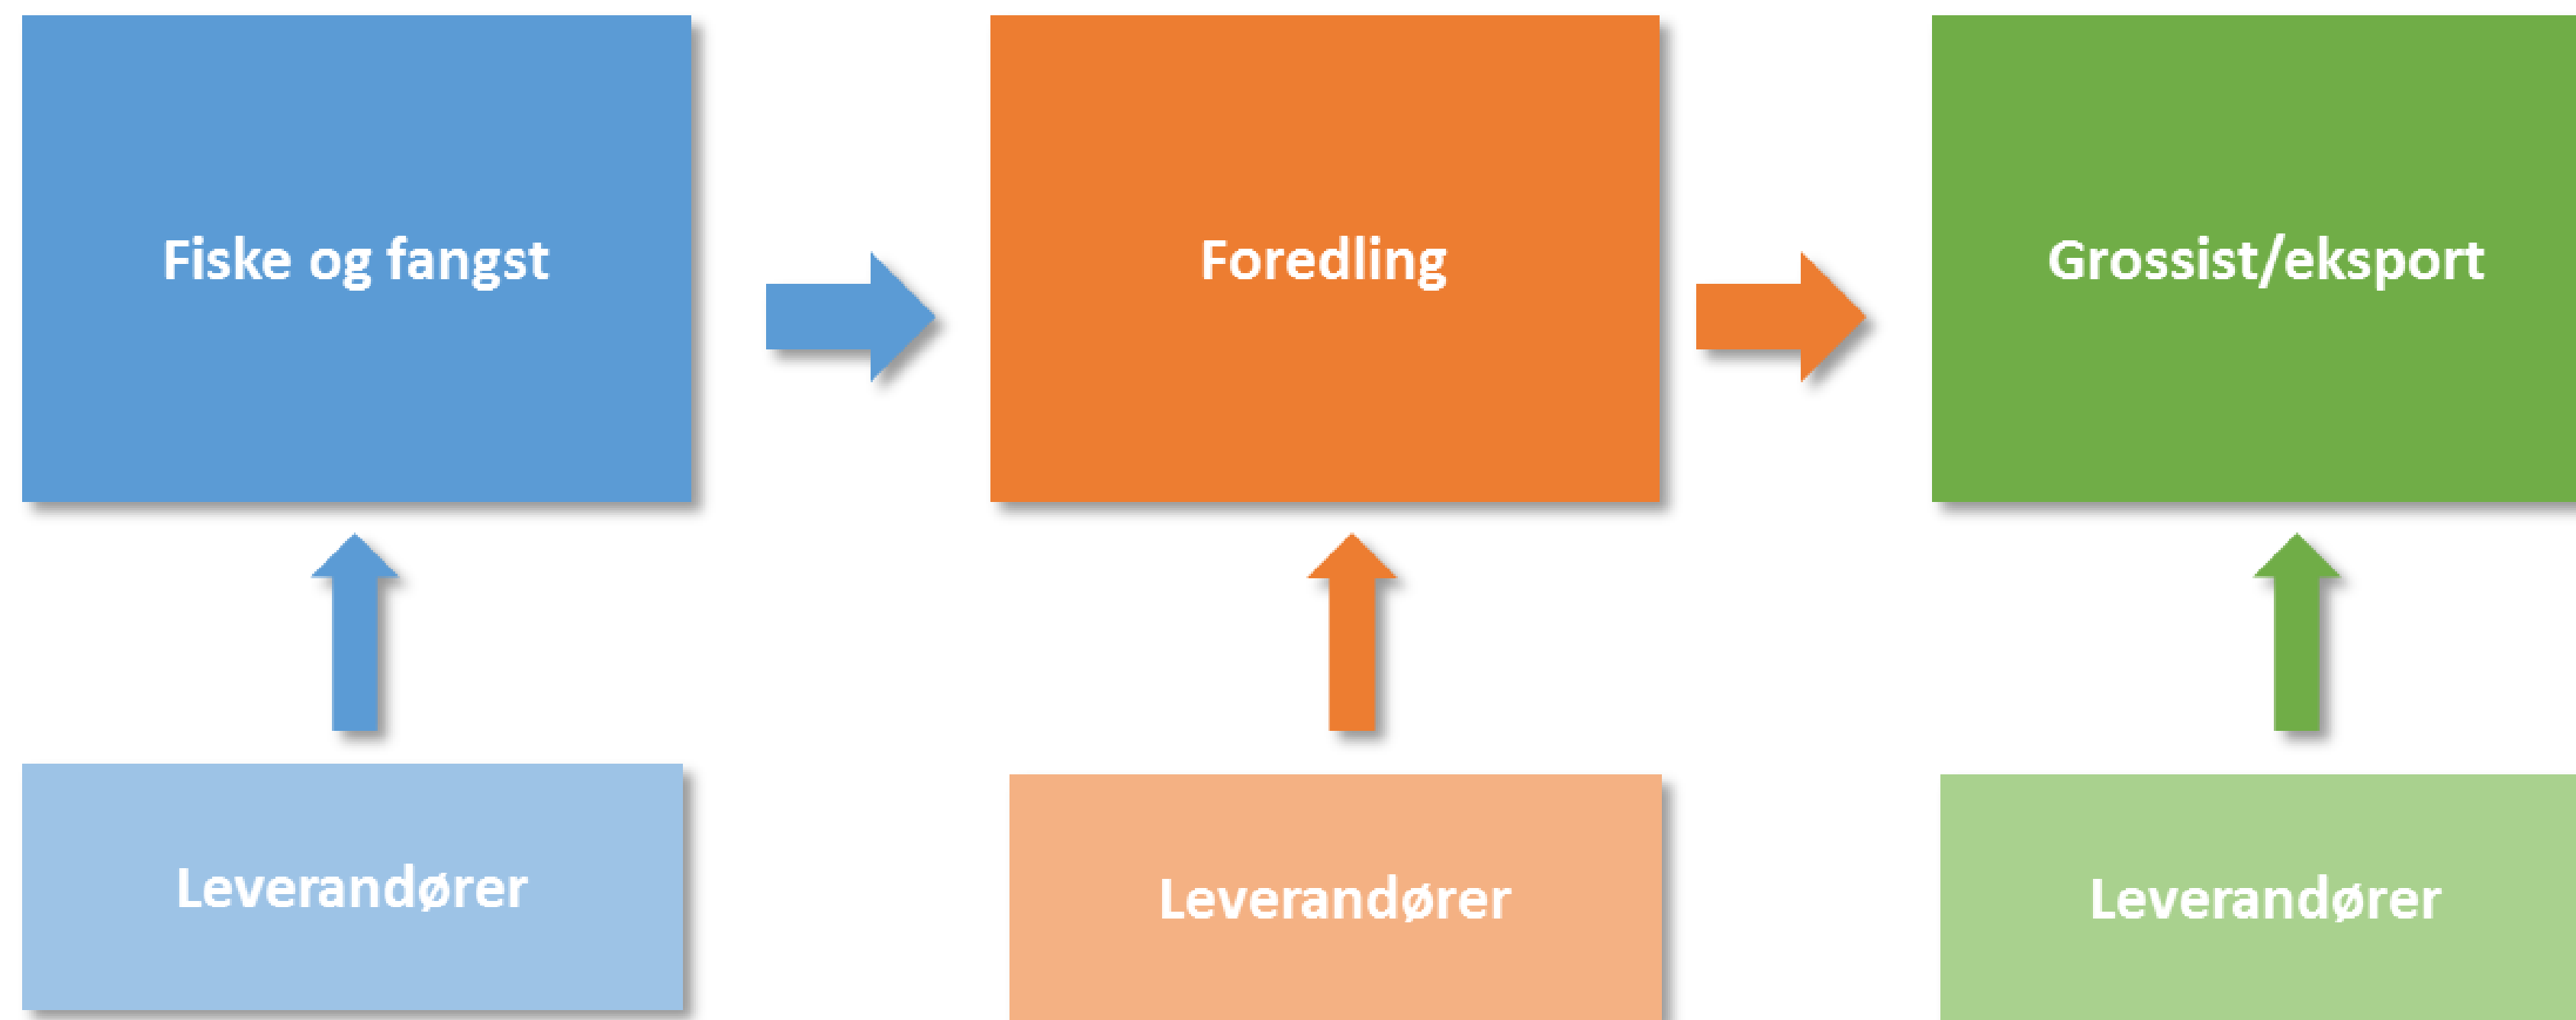 Fiske og fangst
Foredling
Grossist/eksport
Leverandører
Leverandører
Leverandører